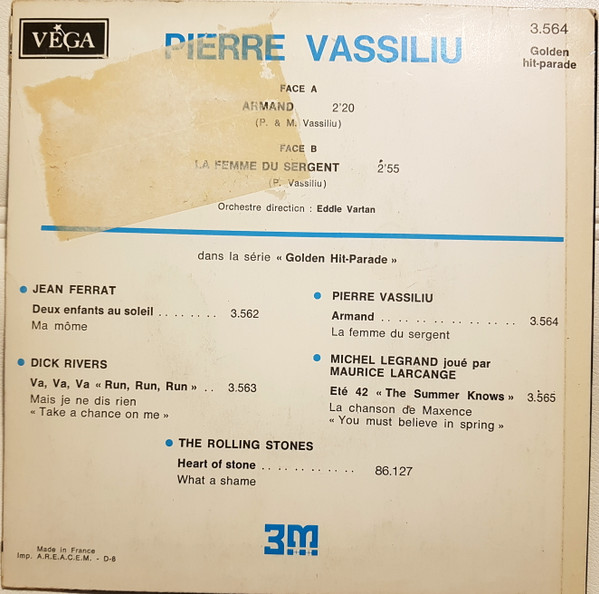 VÉGA
PIERRE VASSILIU
3.564
Golden
hit-parade
FACE A
ARMAND 2'20
(P. & M. Vassiliu)
FACE B
LA FEMME DU SERGENT 2'55
(P. Vassiliu)
Orchestre direction : Eddie Vartan
dans la série « Golden Hit-Parade »
JEAN FERRAT
Deux enfants au soleil . . . . . . . 3.562
Ma môme
DICK RIVERS
Va, Va, Va « Run, Run, Run » . . 3.563
Mais je ne dis rien
« Take a chance on me »
PIERRE VASSILIU
Armand . . . . . . . . . . . . . 3.564
La femme du sergent
MICHEL LEGRAND joué par
MAURICE LARCANGE
Eté 42 « The Summer Knows » 3.565
La chanson de Maxence
« You must believe in spring »
THE ROLLING STONES
Heart of stone . . . . . . . . . . 86.127
What a shame
3M
Made in France
Imp. A.R.E.A.C.E.M. - D-8